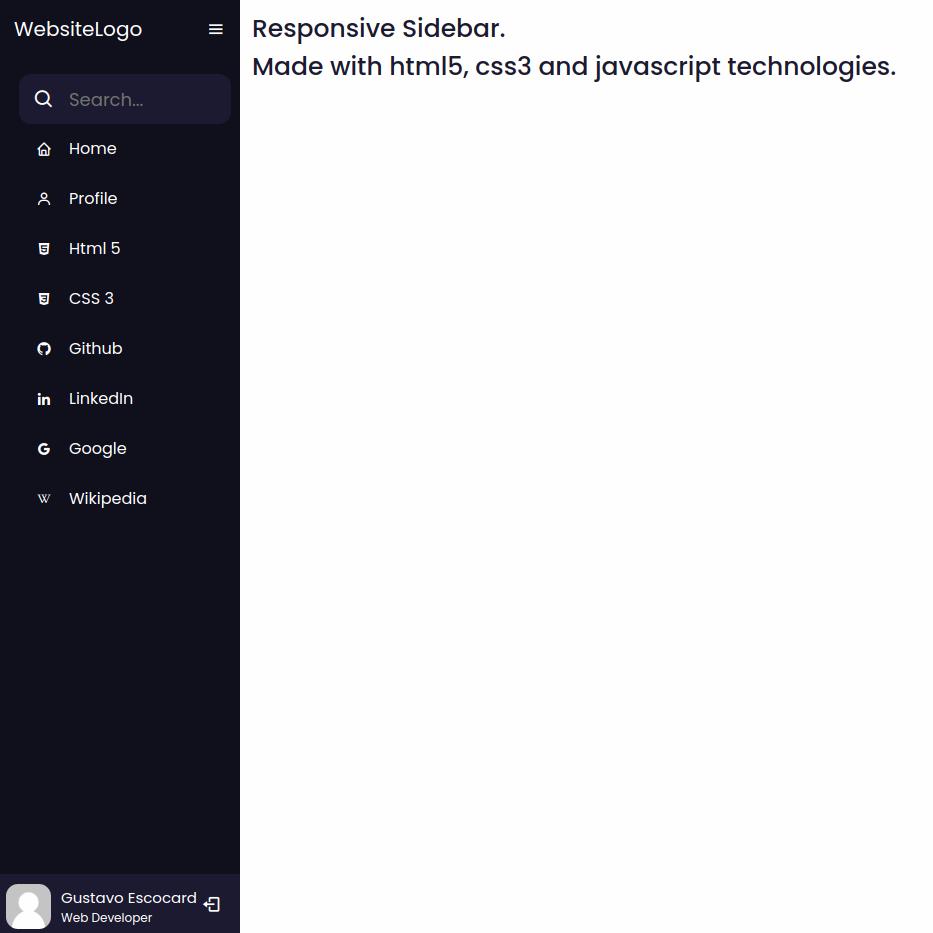 WebsiteLogo
Search...
Home
Profile
Html 5
CSS 3
Github
LinkedIn
Google
Wikipedia
Gustavo Escocard
Web Developer
Responsive Sidebar.
Made with html5, css3 and javascript technologies.